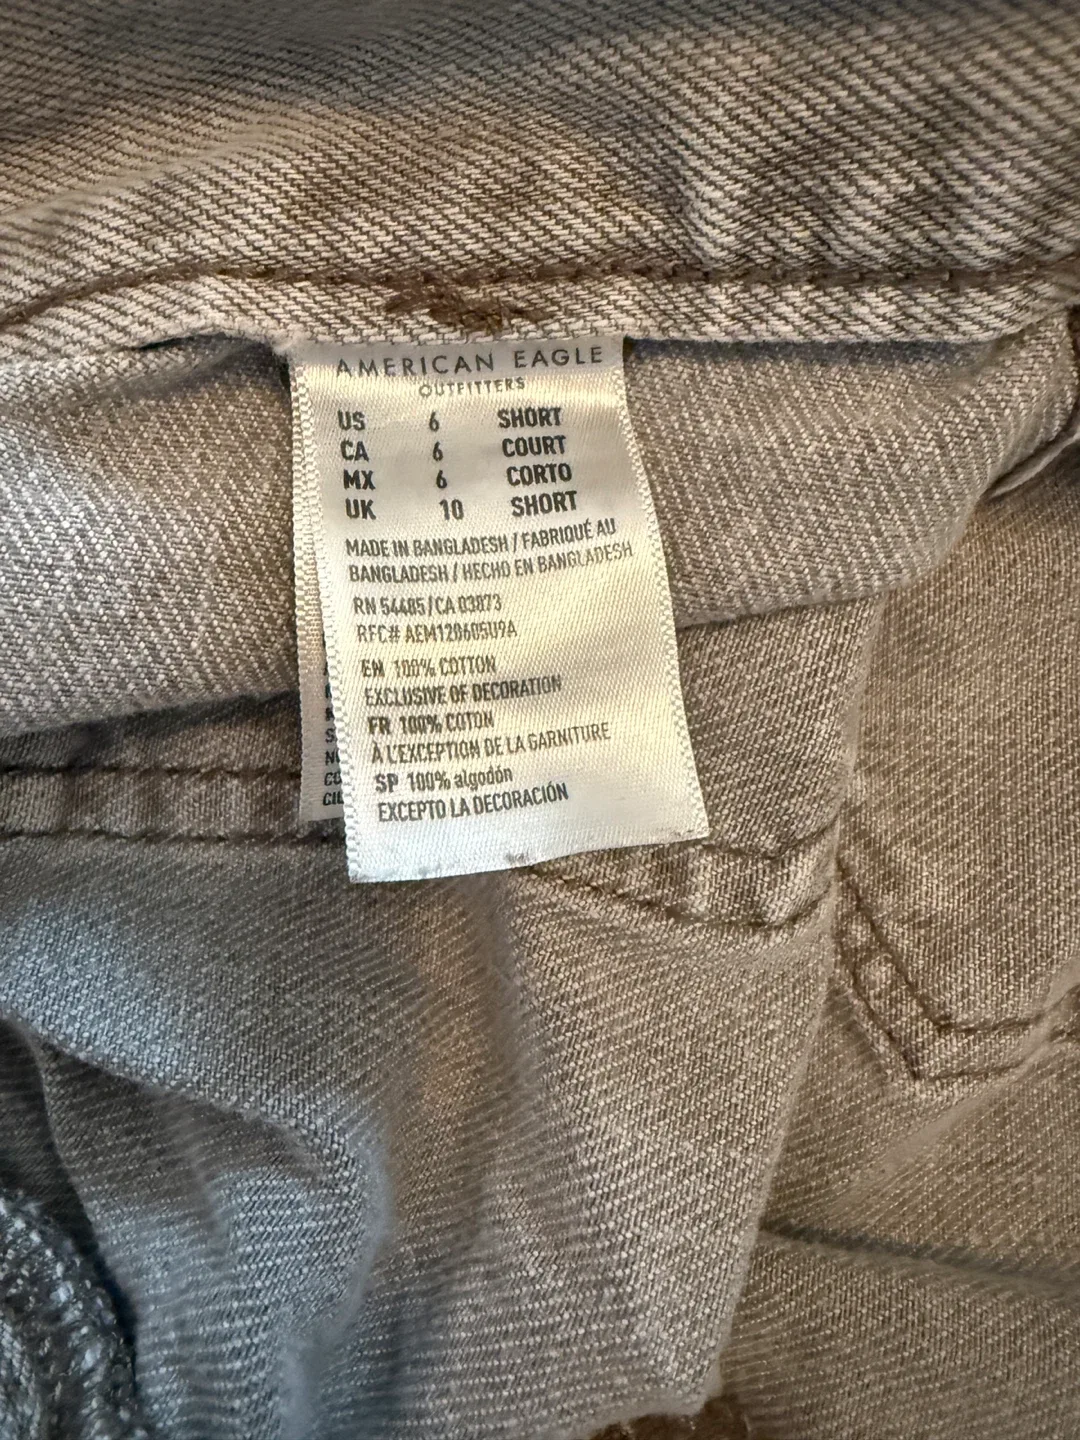 AMERICAN EAGLE
OUTFITTERS
US 6 SHORT
CA 6 COURT
MX 6 CORTO
UK 10 SHORT
MADE IN BANGLADESH / FABRIQUÉ AU
BANGLADESH / HECHO EN BANGLADESH
RN 54485/CA 03873
RFC# AEM120605U9A
EN 100% COTTON
EXCLUSIVE OF DECORATION
FR 100% COTON
À L'EXCEPTION DE LA GARNITURE
SP 100% algodón
EXCEPTO LA DECORACIÓN